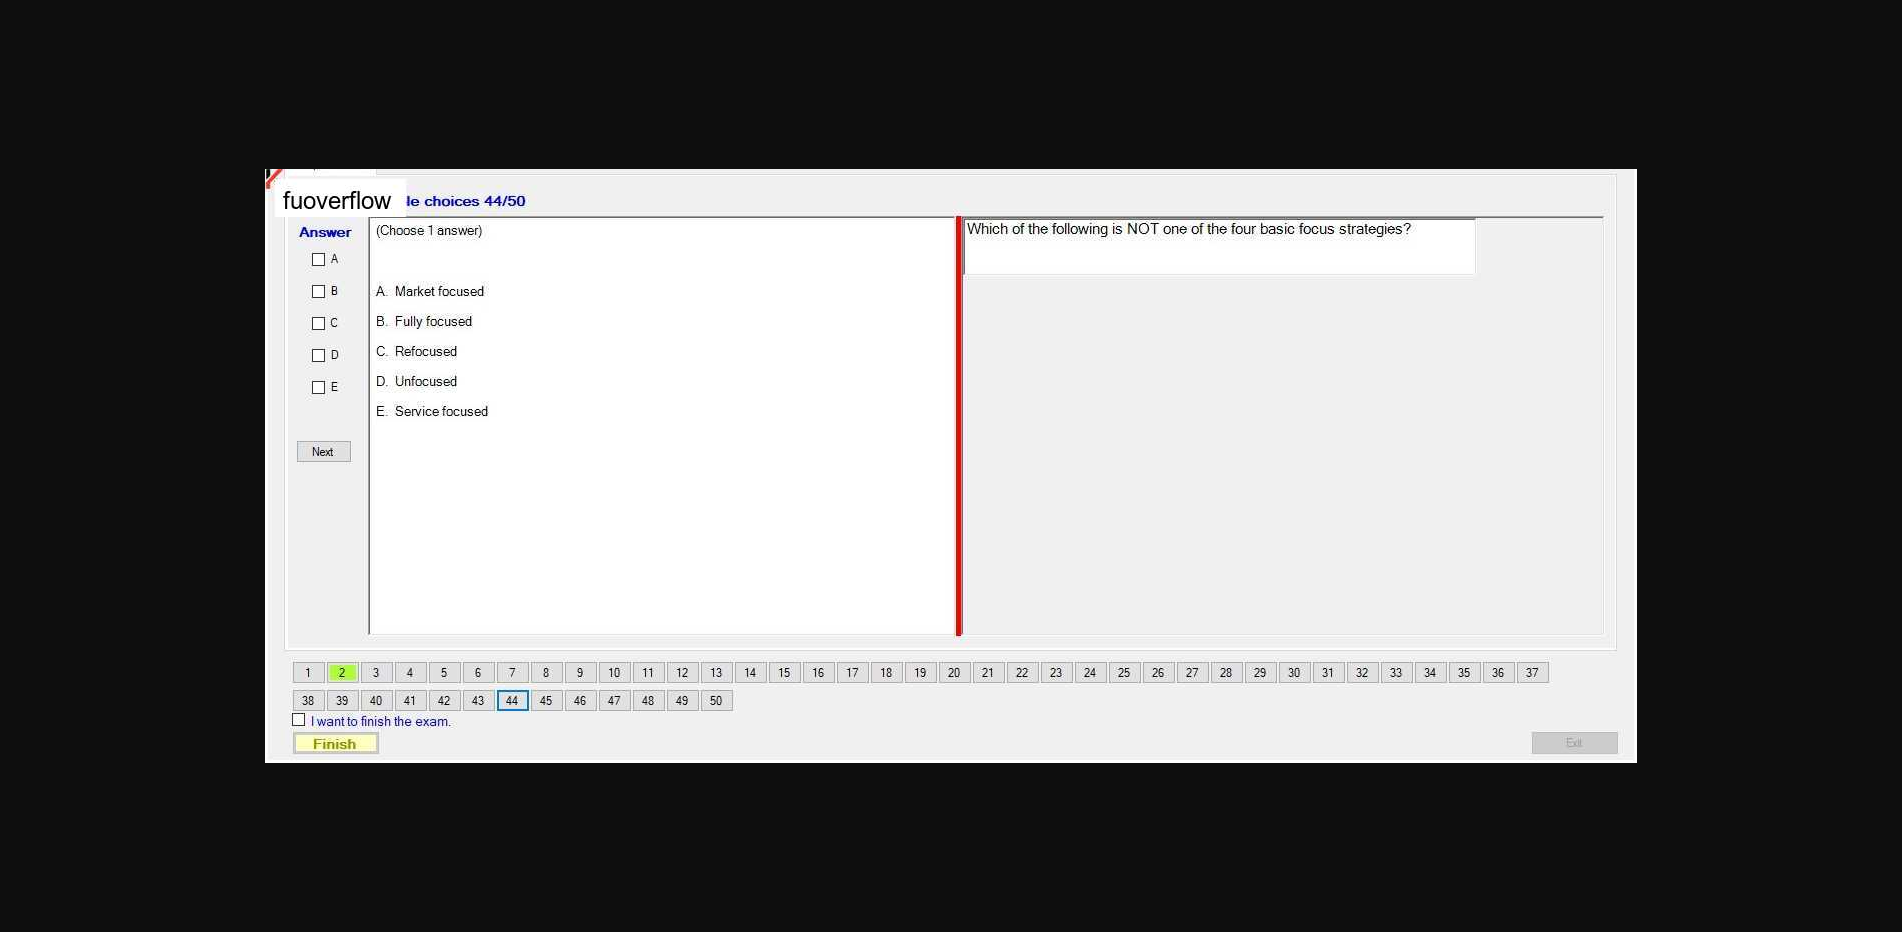 fuoverflow
le choices 44/50
Answer
(Choose 1 answer)
Which of the following is NOT one of the four basic focus strategies?
A
B
C
D
E
A. Market focused
B. Fully focused
C. Refocused
D. Unfocused
E. Service focused
Next
1 2 3 4 5 6 7 8 9 10 11 12 13 14 15 16 17 18 19 20 21 22 23 24 25 26 27 28 29 30 31 32 33 34 35 36 37
38 39 40 41 42 43 44 45 46 47 48 49 50
I want to finish the exam.
Finish
Exit